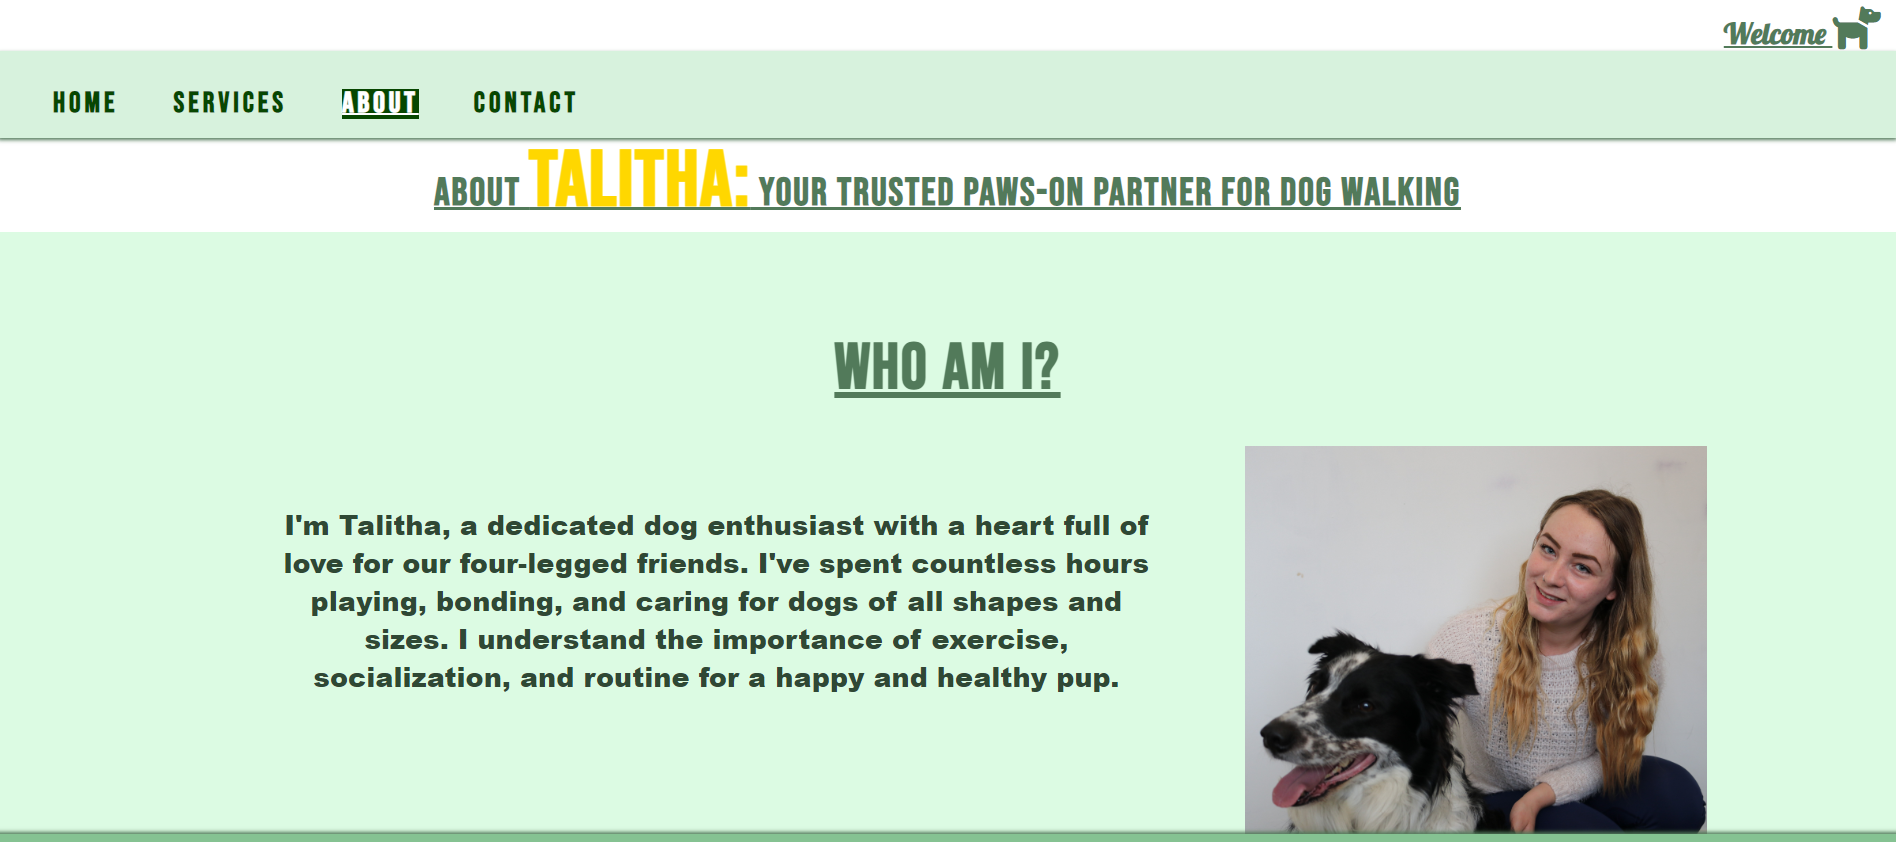 Welcome
HOME SERVICES ABOUT CONTACT
ABOUT TALITHA: YOUR TRUSTED PAWS-ON PARTNER FOR DOG WALKING
WHO AM I?
I'm Talitha, a dedicated dog enthusiast with a heart full of
love for our four-legged friends. I've spent countless hours
playing, bonding, and caring for dogs of all shapes and
sizes. I understand the importance of exercise,
socialization, and routine for a happy and healthy pup.